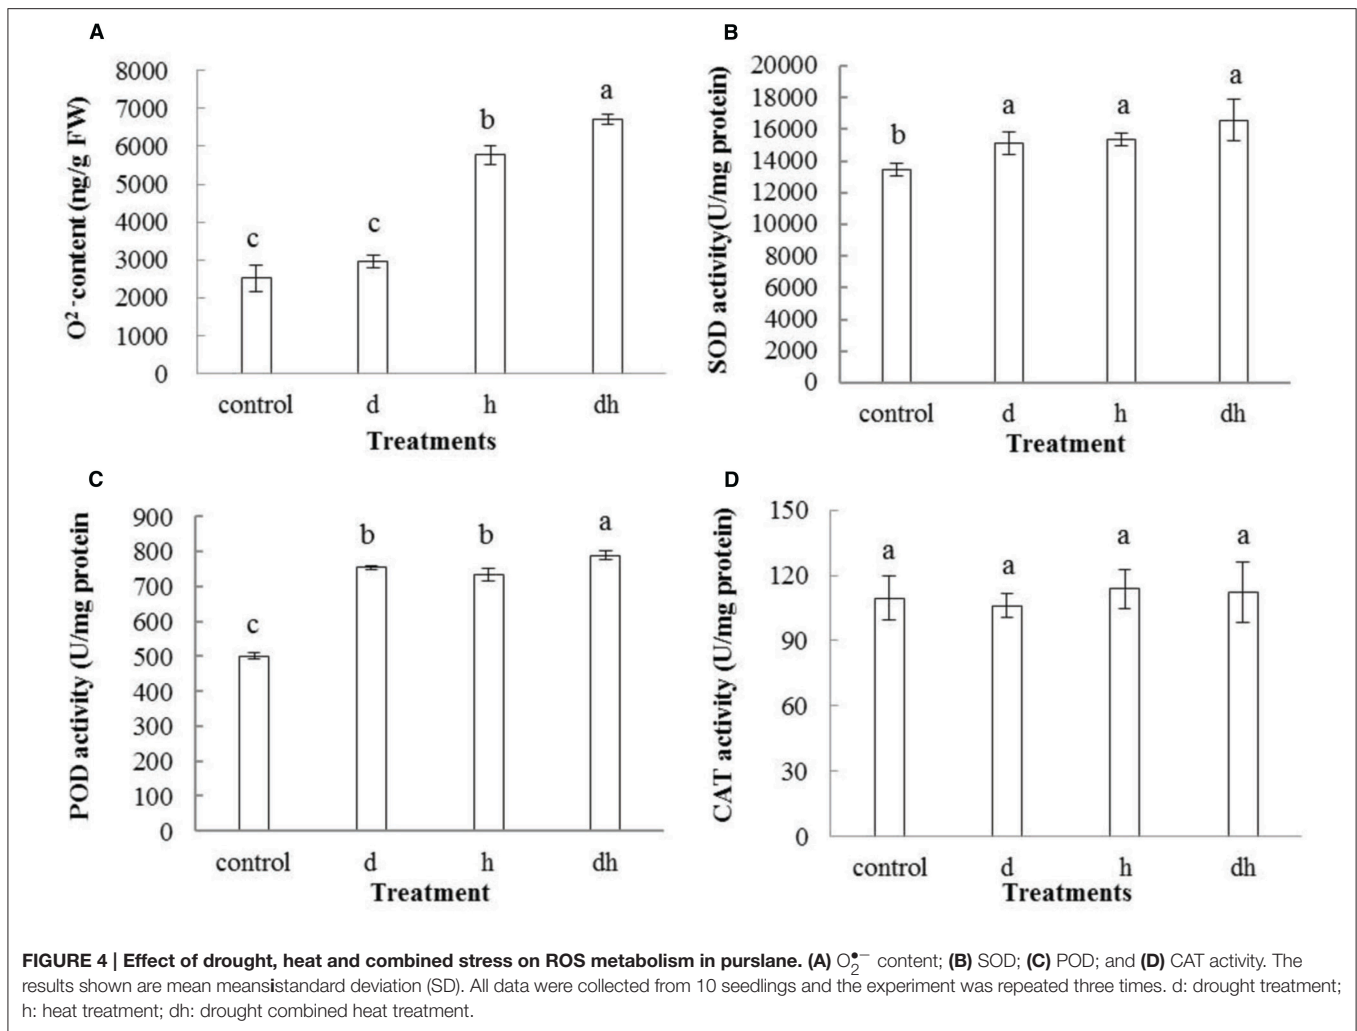 A
O²⁻content (ng/g FW)
8000
7000
6000
5000
4000
3000
2000
1000
0
c
c
b
a
control d h dh
Treatments
B
SOD activity(U/mg protein)
20000
18000
16000
14000
12000
10000
8000
6000
4000
2000
0
b
a
a
a
control d h dh
Treatment
C
POD activity (U/mg protein
900
800
700
600
500
400
300
200
100
0
c
b
b
a
control d h dh
Treatment
D
CAT activity (U/mg protein)
150
120
90
60
30
0
a
a
a
a
control d h dh
Treatments
FIGURE 4 | Effect of drought, heat and combined stress on ROS metabolism in purslane. (A) O₂•− content; (B) SOD; (C) POD; and (D) CAT activity. The
results shown are mean meansistandard deviation (SD). All data were collected from 10 seedlings and the experiment was repeated three times. d: drought treatment;
h: heat treatment; dh: drought combined heat treatment.